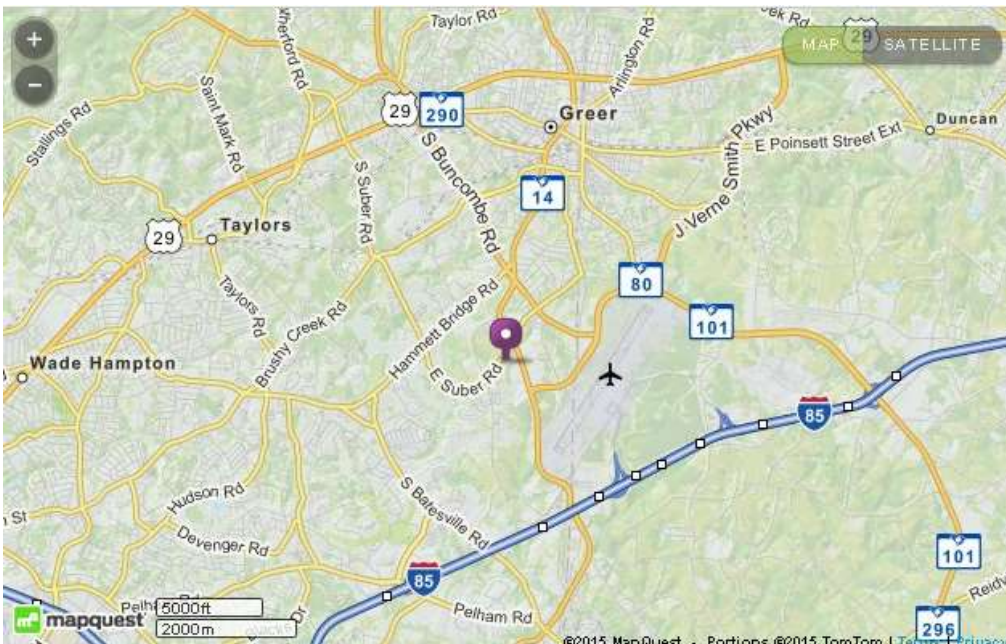 +
−
MAP
SATELLITE
29
Taylor Rd
Arlington Rd
Stallings Rd
Saint Mark Rd
29
290
Greer
Duncan
E Poinsett Street Ext
J Verne Smith Pkwy
S Suber Rd
S Buncombe Rd
14
29
Taylors
80
101
Taylors Rd
Brushy Creek Rd
Hammett Bridge Rd
Wade Hampton
E Suber Rd
85
Hudson Rd
S Batesville Rd
Devenger Rd
101
85
Pelham Rd
296
5000ft
2000m
mapquest
©2015 MapQuest - Portions ©2015 TomTom |